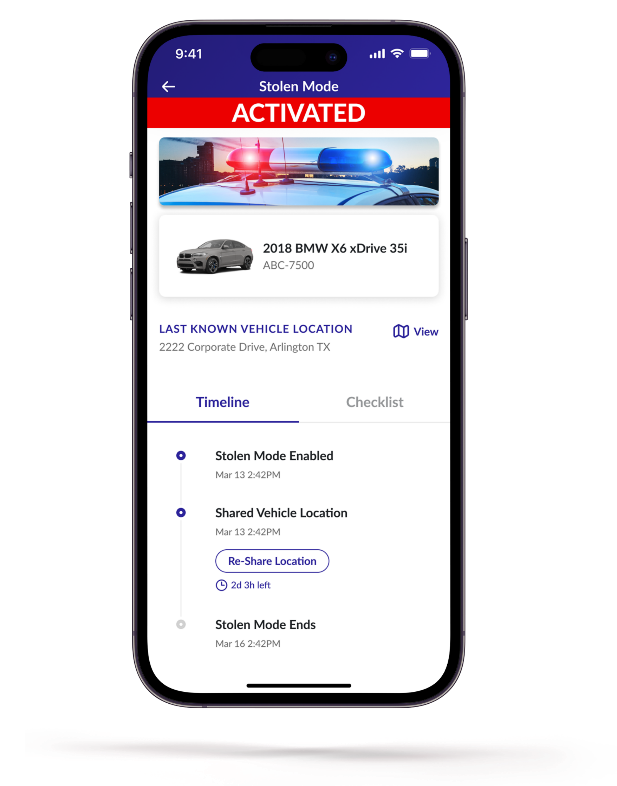 9:41
Stolen Mode
ACTIVATED
2018 BMW X6 xDrive 35i
ABC-7500
LAST KNOWN VEHICLE LOCATION
View
2222 Corporate Drive, Arlington TX
Timeline
Checklist
Stolen Mode Enabled
Mar 13 2:42PM
Shared Vehicle Location
Mar 13 2:42PM
Re-Share Location
2d 3h left
Stolen Mode Ends
Mar 16 2:42PM